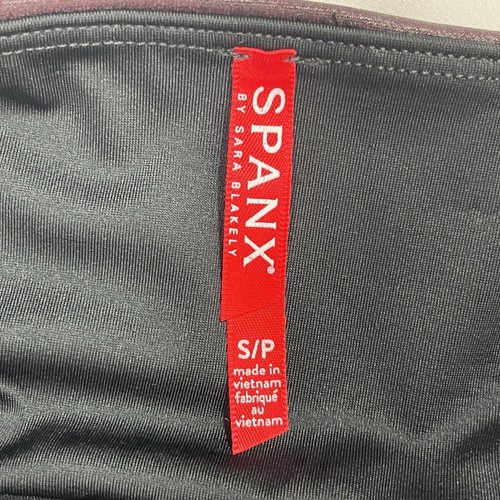 SPANX®
BY SARA BLAKELY
S/P
made in
vietnam
fabriqué
au
vietnam